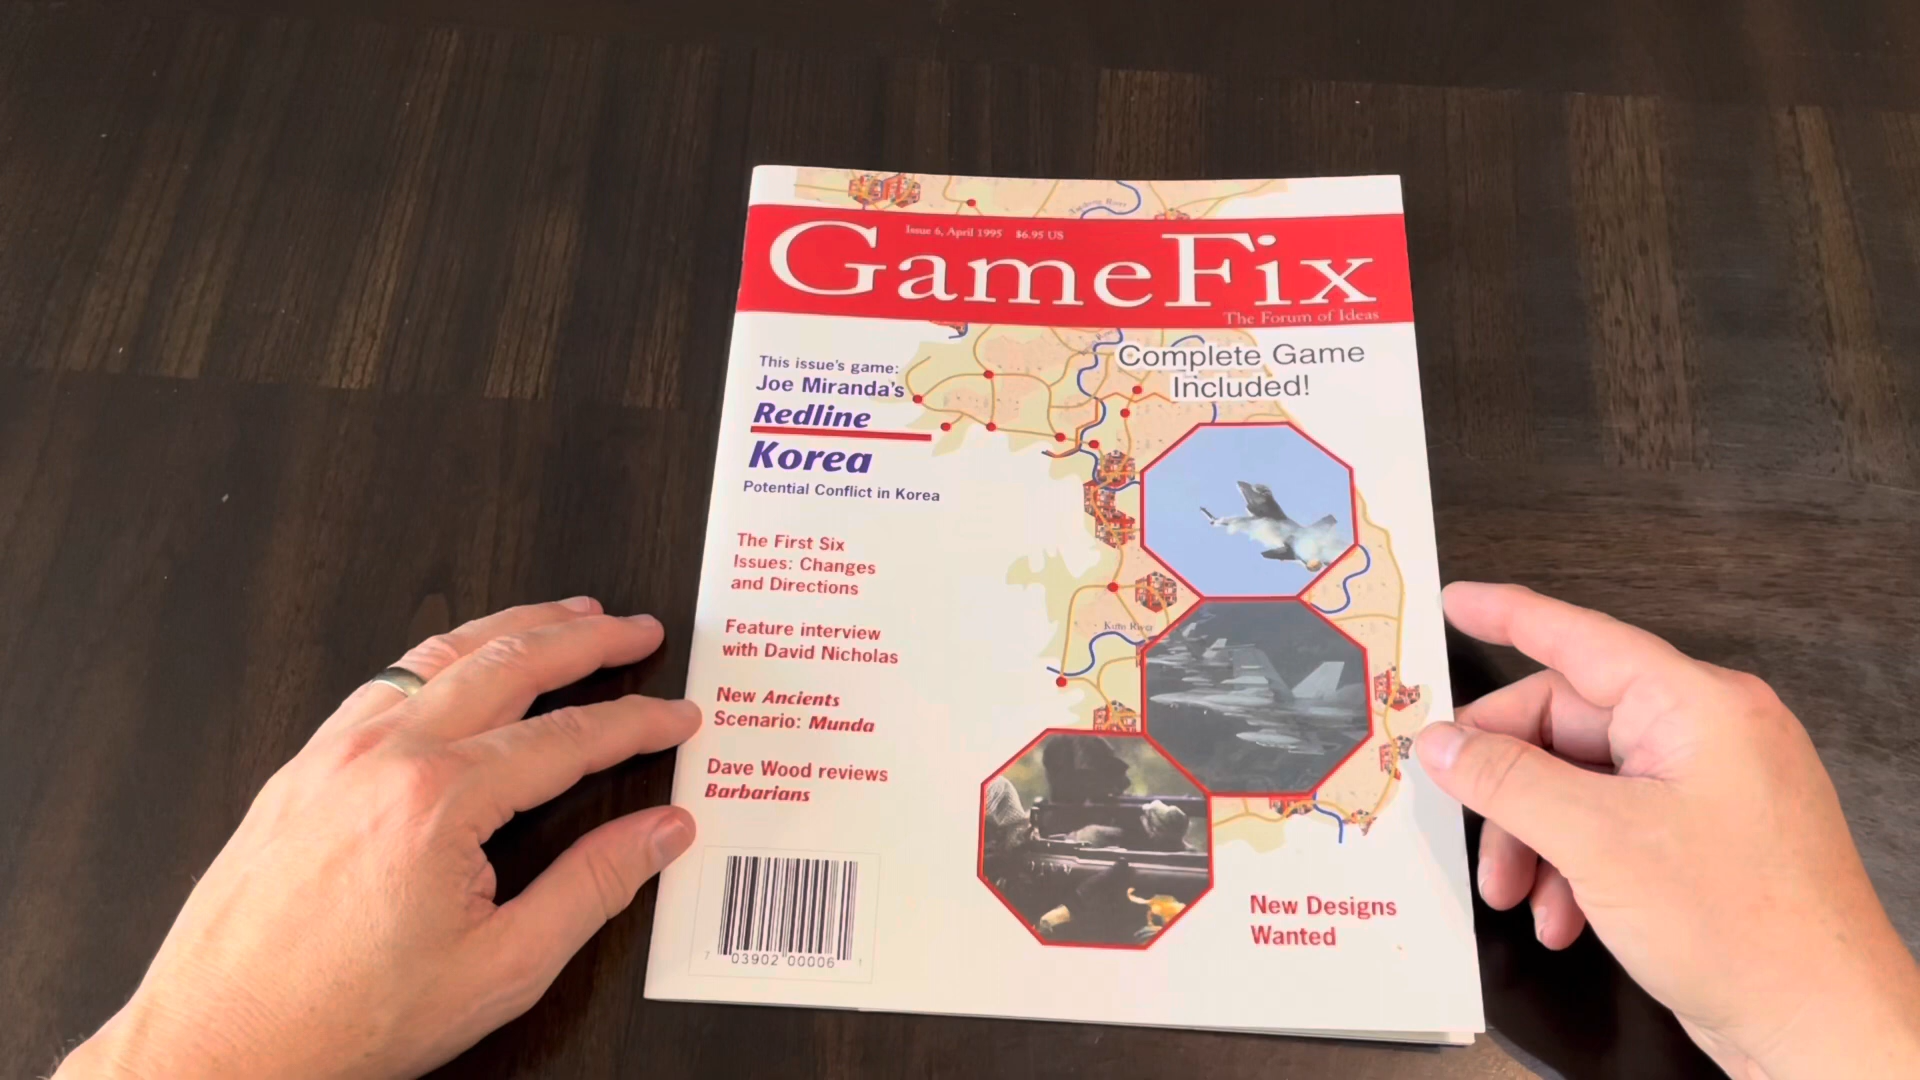 Issue 6, April 1995 $6.95 US
GameFix
The Forum of Ideas
Complete Game
Included!
This issue's game:
Joe Miranda's
Redline
Korea
Potential Conflict in Korea
The First Six
Issues: Changes
and Directions
Feature interview
with David Nicholas
New Ancients
Scenario: Munda
Dave Wood reviews
Barbarians
New Designs
Wanted
Kum River
7 03902 00006 1